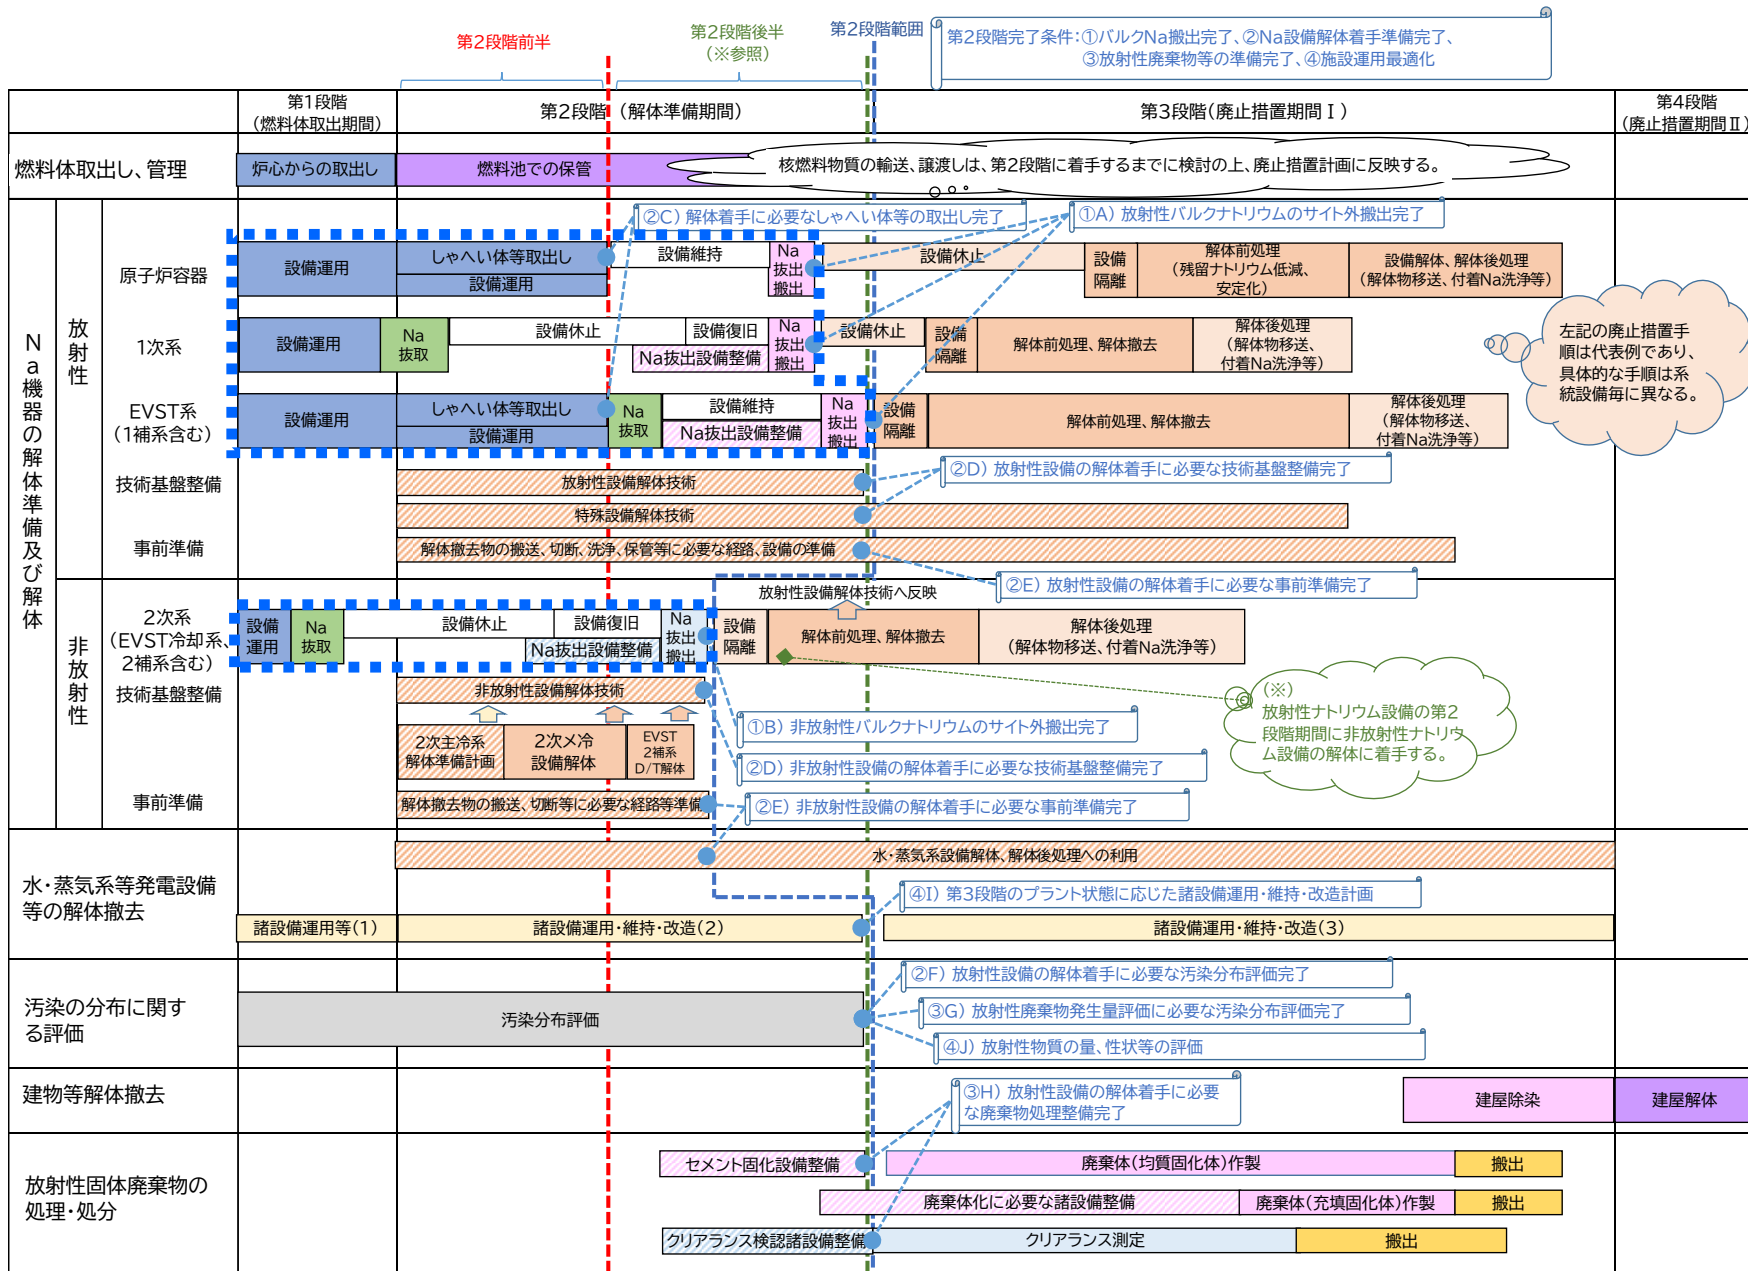 第2段階前半
第2段階後半
(※参照)
第2段階範囲
第2段階完了条件:①バルクNa搬出完了、②Na設備解体着手準備完了、
③放射性廃棄物等の準備完了、④施設運用最適化
第1段階
(燃料体取出期間)
第2段階 (解体準備期間)
第3段階(廃止措置期間Ⅰ)
第4段階
(廃止措置期間Ⅱ)
燃料体取出し、管理
炉心からの取出し
燃料池での保管
核燃料物質の輸送、譲渡しは、第2段階に着手するまでに検討の上、廃止措置計画に反映する。
Na機器の解体準備及び解体
放射性
②C) 解体着手に必要なしゃへい体等の取出し完了
①A) 放射性バルクナトリウムのサイト外搬出完了
原子炉容器
設備運用
しゃへい体等取出し
設備運用
設備維持
Na
抜出
搬出
設備休止
設備
隔離
解体前処理
(残留ナトリウム低減、
安定化)
設備解体、解体後処理
(解体物移送、付着Na洗浄等)
1次系
設備運用
Na
抜取
設備休止
設備復旧
Na抜出設備整備
Na
抜出
搬出
設備休止
設備
隔離
解体前処理、解体撤去
解体後処理
(解体物移送、
付着Na洗浄等)
左記の廃止措置手
順は代表例であり、
具体的な手順は系
統設備毎に異なる。
EVST系
(1補系含む)
設備運用
しゃへい体等取出し
設備運用
Na
抜取
設備維持
Na抜出設備整備
Na
抜出
搬出
設備
隔離
解体前処理、解体撤去
解体後処理
(解体物移送、
付着Na洗浄等)
技術基盤整備
放射性設備解体技術
②D) 放射性設備の解体着手に必要な技術基盤整備完了
特殊設備解体技術
事前準備
解体撤去物の搬送、切断、洗浄、保管等に必要な経路、設備の準備
②E) 放射性設備の解体着手に必要な事前準備完了
非放射性
放射性設備解体技術へ反映
2次系
(EVST冷却系、
2補系含む)
設備
運用
Na
抜取
設備休止
設備復旧
Na抜出設備整備
Na
抜出
搬出
設備
隔離
解体前処理、解体撤去
解体後処理
(解体物移送、付着Na洗浄等)
技術基盤整備
非放射性設備解体技術
(※)
放射性ナトリウム設備の第2
段階期間に非放射性ナトリウ
ム設備の解体に着手する。
①B) 非放射性バルクナトリウムのサイト外搬出完了
2次主冷系
解体準備計画
2次メ冷
設備解体
EVST
2補系
D/T解体
②D) 非放射性設備の解体着手に必要な技術基盤整備完了
事前準備
解体撤去物の搬送、切断等に必要な経路等準備
②E) 非放射性設備の解体着手に必要な事前準備完了
水・蒸気系等発電設備
等の解体撤去
水・蒸気系設備解体、解体後処理への利用
④I) 第3段階のプラント状態に応じた諸設備運用・維持・改造計画
諸設備運用等(1)
諸設備運用・維持・改造(2)
諸設備運用・維持・改造(3)
汚染の分布に関す
る評価
汚染分布評価
②F) 放射性設備の解体着手に必要な汚染分布評価完了
③G) 放射性廃棄物発生量評価に必要な汚染分布評価完了
④J) 放射性物質の量、性状等の評価
建物等解体撤去
③H) 放射性設備の解体着手に必要
な廃棄物処理整備完了
建屋除染
建屋解体
放射性固体廃棄物の
処理・処分
セメント固化設備整備
廃棄体(均質固化体)作製
搬出
廃棄体化に必要な諸設備整備
廃棄体(充填固化体)作製
搬出
クリアランス検認諸設備整備
クリアランス測定
搬出